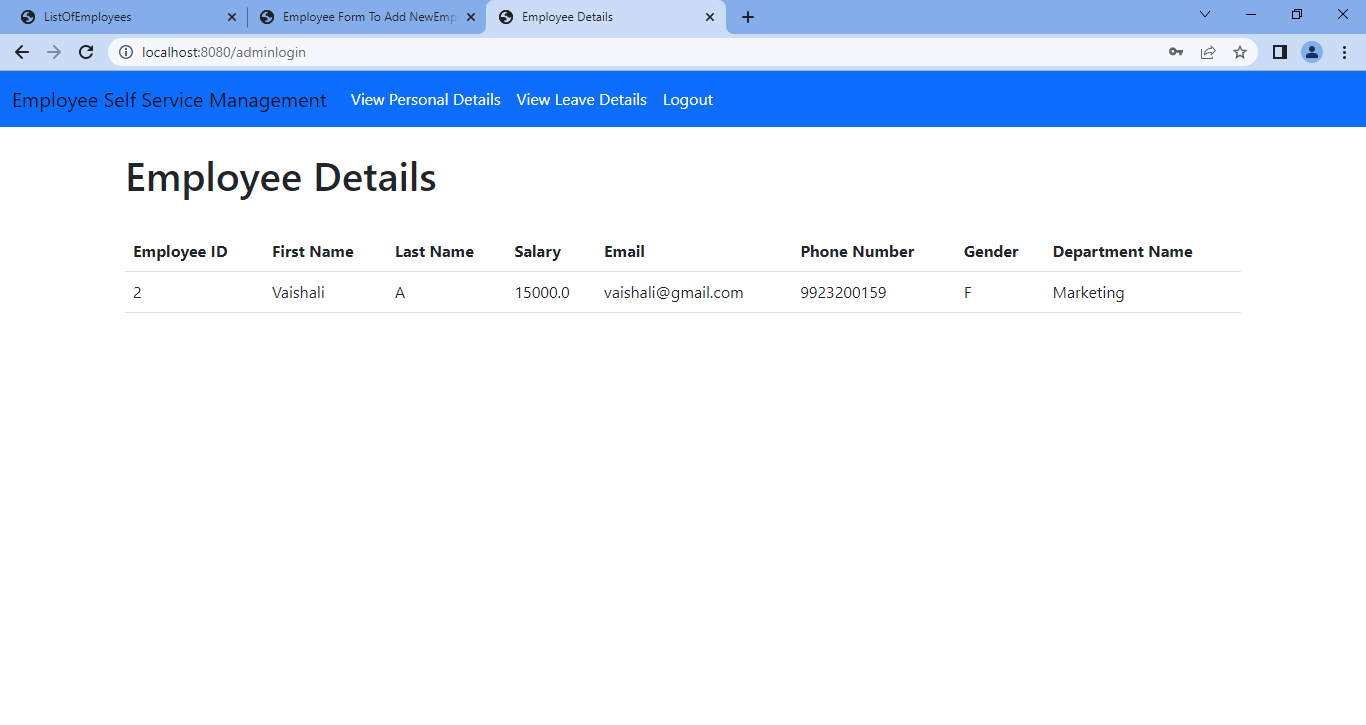 ListOfEmployees Employee Form To Add NewEmp Employee Details
localhost:8080/adminlogin
Employee Self Service Management View Personal Details View Leave Details Logout
Employee Details
Employee ID First Name Last Name Salary Email Phone Number Gender Department Name
2 Vaishali A 15000.0 vaishali@gmail.com 9923200159 F Marketing